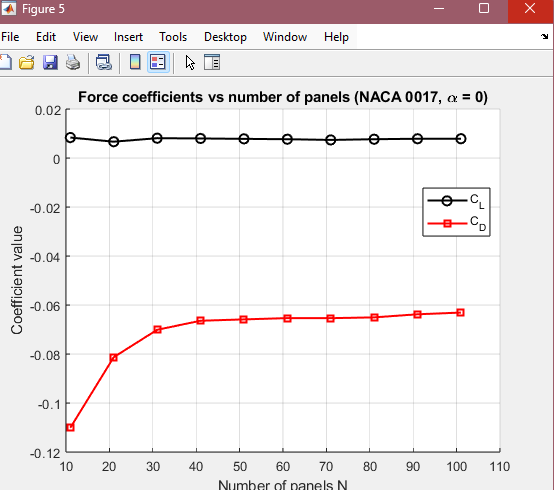 Figure 5
File Edit View Insert Tools Desktop Window Help
Force coefficients vs number of panels (NACA 0017, α = 0)
0.02
0
-0.02
-0.04
-0.06
-0.08
-0.1
-0.12
Coefficient value
C_L
C_D
10 20 30 40 50 60 70 80 90 100 110
Number of panels N